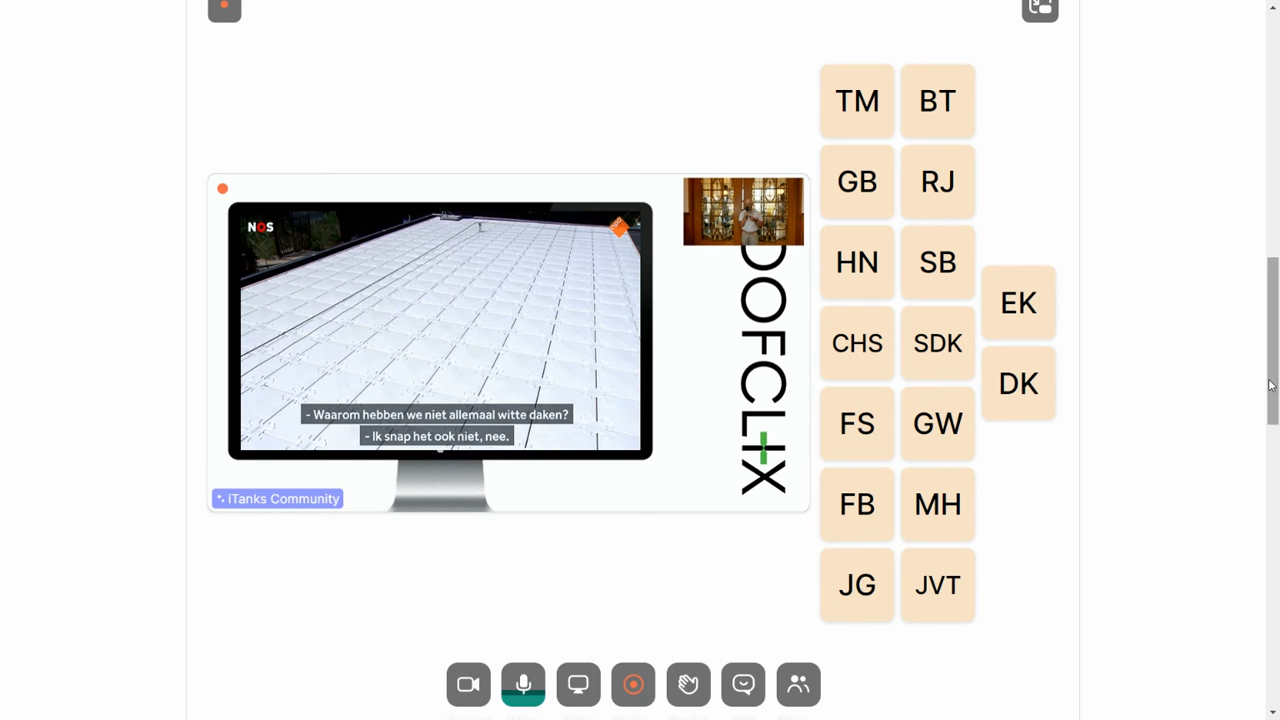 NOS
- Waarom hebben we niet allemaal witte daken?
- Ik snap het ook niet, nee.
OOFCLIX
iTanks Community
TM
BT
GB
RJ
HN
SB
EK
CHS
SDK
DK
FS
GW
FB
MH
JG
JVT